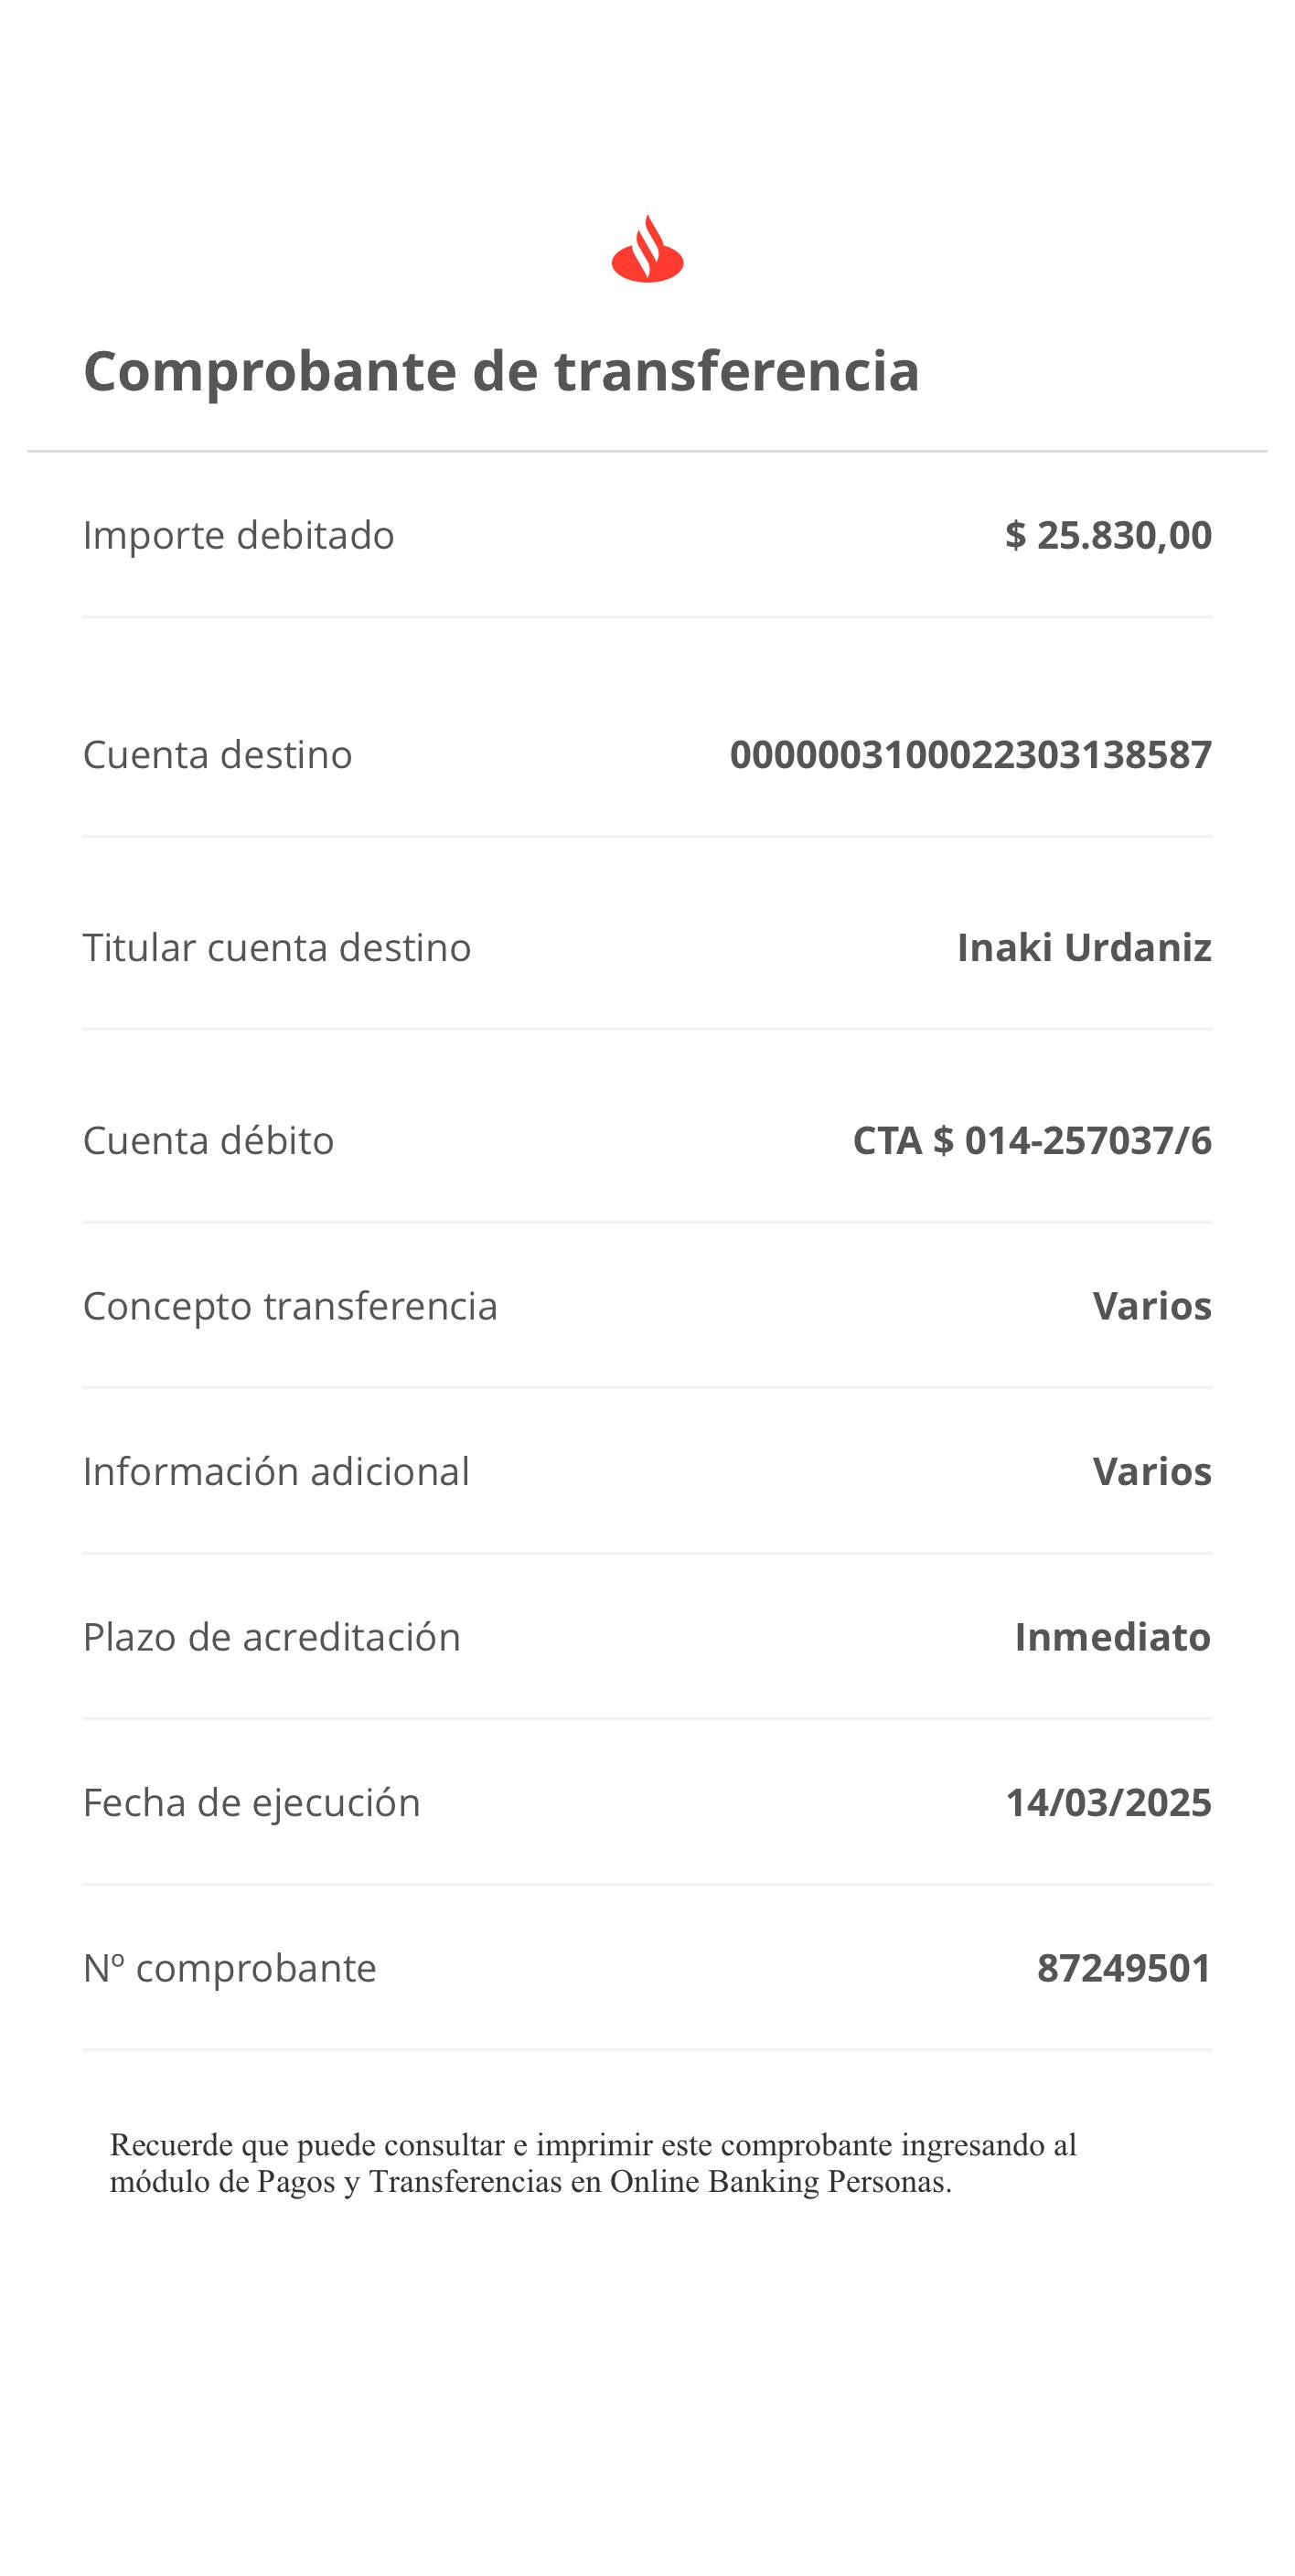 Comprobante de transferencia
Importe debitado $ 25.830,00
Cuenta destino 0000003100022303138587
Titular cuenta destino Inaki Urdaniz
Cuenta débito CTA $ 014-257037/6
Concepto transferencia Varios
Información adicional Varios
Plazo de acreditación Inmediato
Fecha de ejecución 14/03/2025
Nº comprobante 87249501
Recuerde que puede consultar e imprimir este comprobante ingresando al
módulo de Pagos y Transferencias en Online Banking Personas.